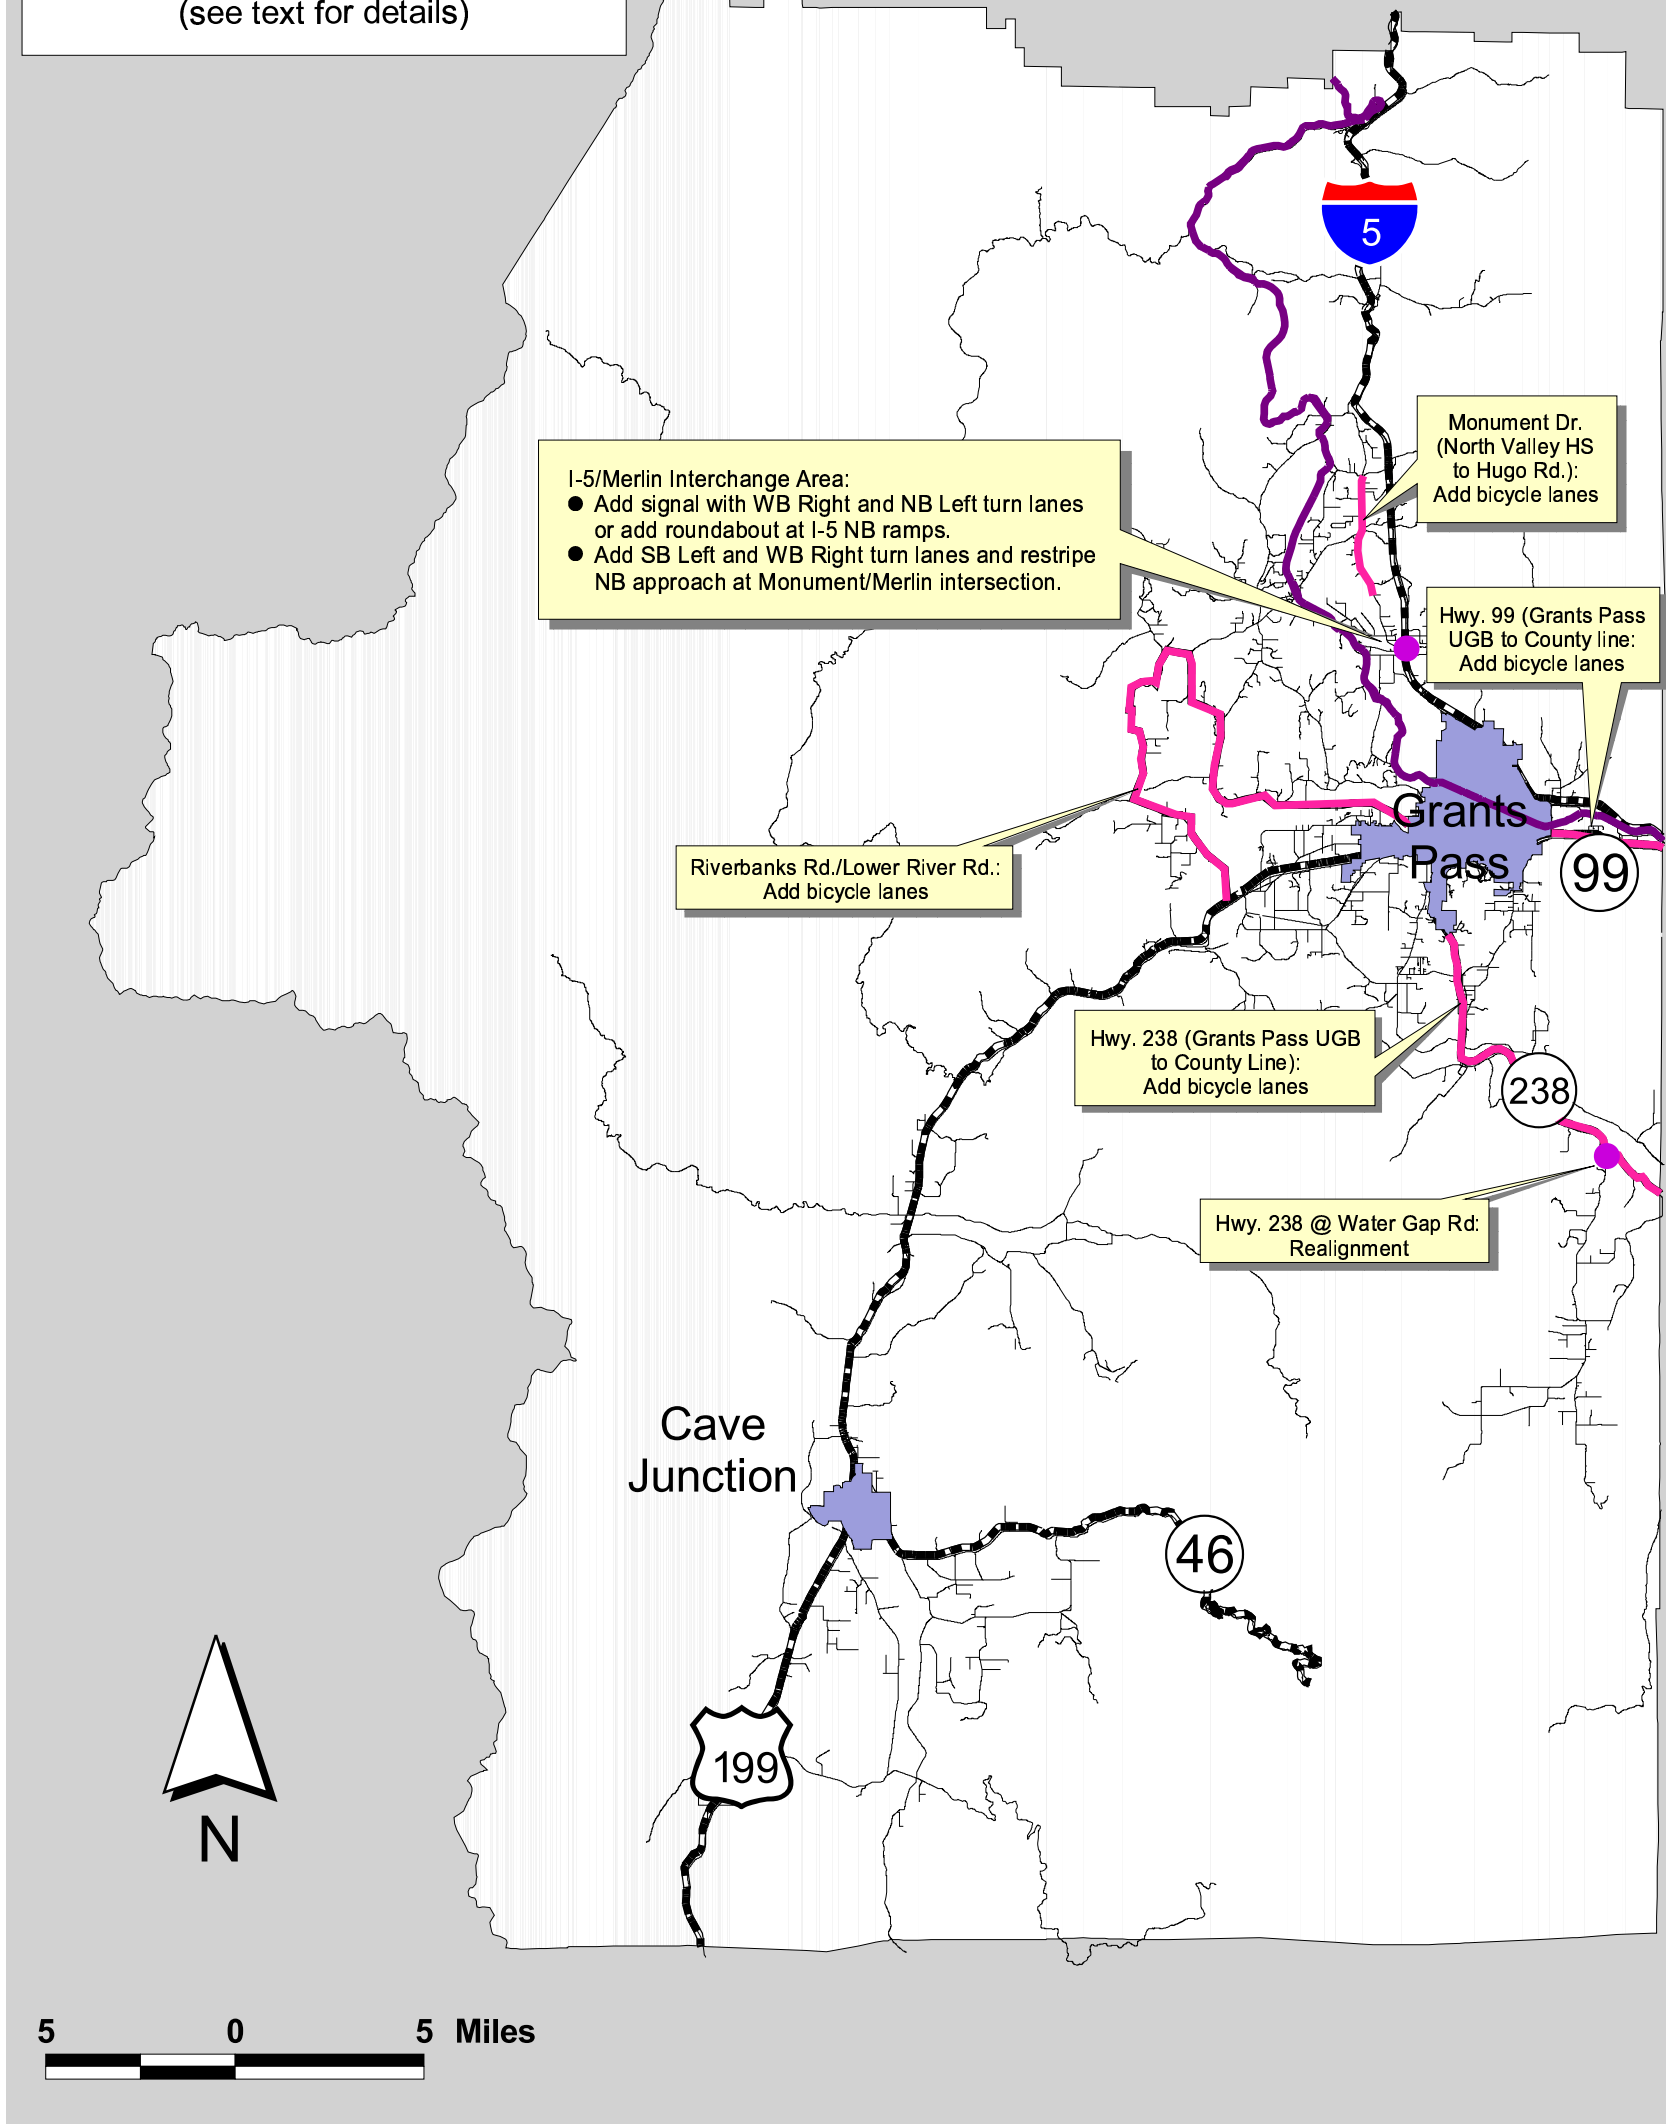 (see text for details)
5
Monument Dr.
(North Valley HS
to Hugo Rd.):
Add bicycle lanes
I-5/Merlin Interchange Area:
● Add signal with WB Right and NB Left turn lanes
or add roundabout at I-5 NB ramps.
● Add SB Left and WB Right turn lanes and restripe
NB approach at Monument/Merlin intersection.
Hwy. 99 (Grants Pass
UGB to County line:
Add bicycle lanes
Grants
Pass
99
Riverbanks Rd./Lower River Rd.:
Add bicycle lanes
Hwy. 238 (Grants Pass UGB
to County Line):
Add bicycle lanes
238
Hwy. 238 @ Water Gap Rd:
Realignment
Cave
Junction
46
199
N
5 0 5 Miles